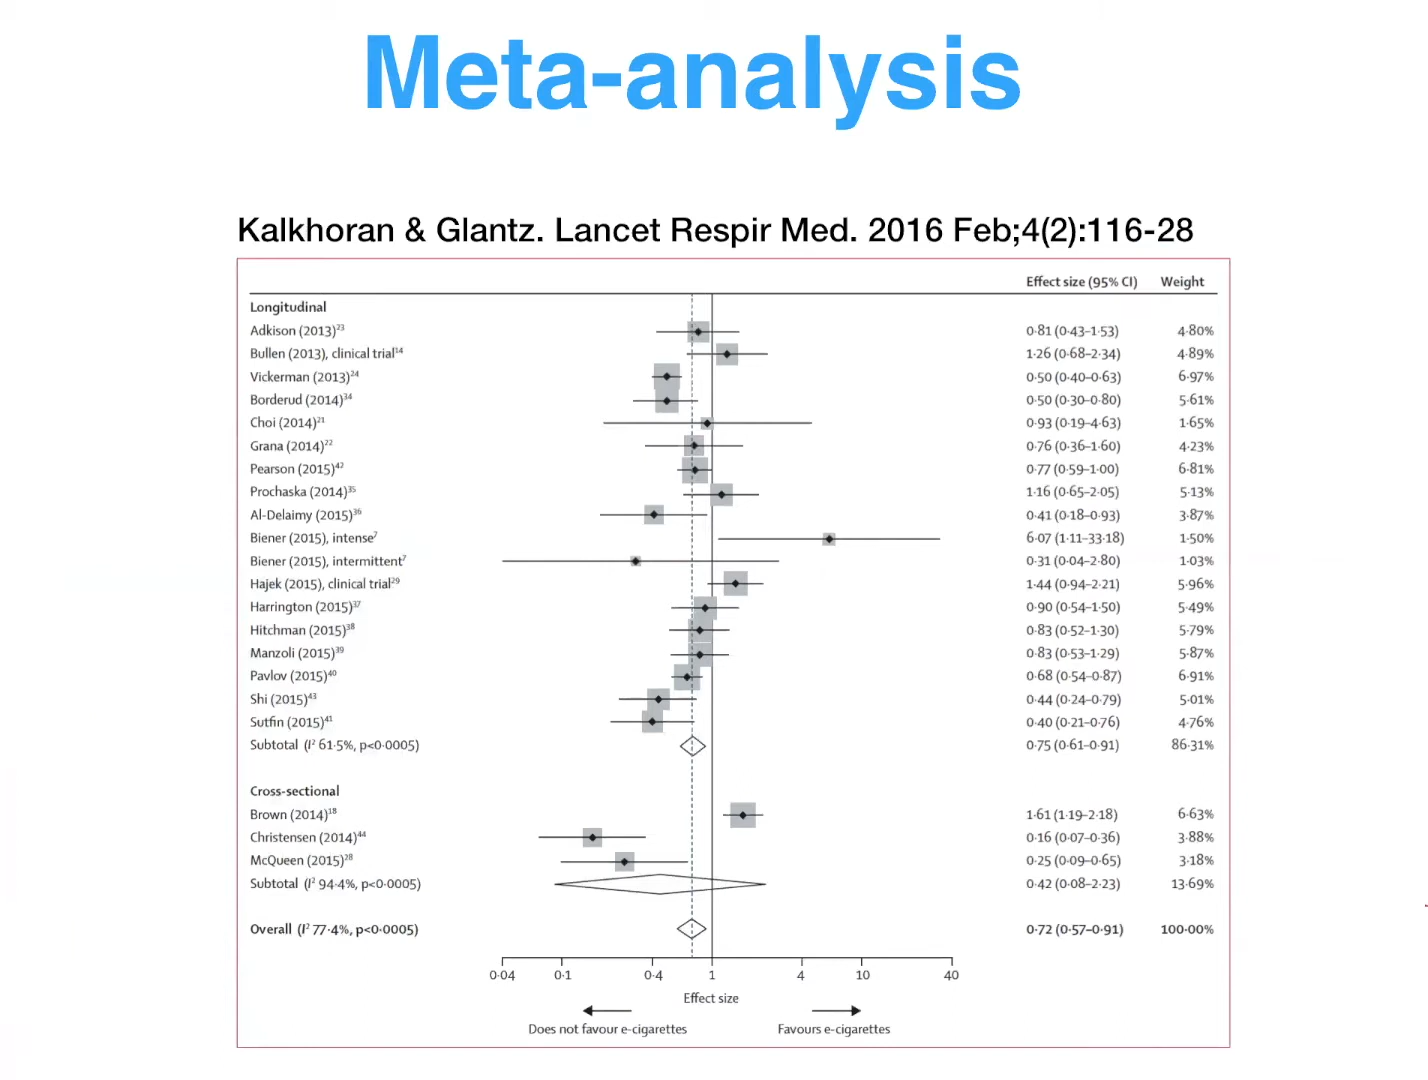 Meta-analysis
Kalkhoran & Glantz. Lancet Respir Med. 2016 Feb;4(2):116-28
Effect size (95% CI) Weight
Longitudinal
Adkison (2013)²³ 0·81 (0·43–1·53) 4·80%
Bullen (2013), clinical trial¹⁴ 1·26 (0·68–2·34) 4·89%
Vickerman (2013)²⁴ 0·50 (0·40–0·63) 6·97%
Borderud (2014)³⁴ 0·50 (0·30–0·80) 5·61%
Choi (2014)²¹ 0·93 (0·19–4·63) 1·65%
Grana (2014)²² 0·76 (0·36–1·60) 4·23%
Pearson (2015)⁴² 0·77 (0·59–1·00) 6·81%
Prochaska (2014)³⁵ 1·16 (0·65–2·05) 5·13%
Al-Delaimy (2015)³⁶ 0·41 (0·18–0·93) 3·87%
Biener (2015), intense⁷ 6·07 (1·11–33·18) 1·50%
Biener (2015), intermittent⁷ 0·31 (0·04–2·80) 1·03%
Hajek (2015), clinical trial²⁹ 1·44 (0·94–2·21) 5·96%
Harrington (2015)³⁷ 0·90 (0·54–1·50) 5·49%
Hitchman (2015)³⁸ 0·83 (0·52–1·30) 5·79%
Manzoli (2015)³⁹ 0·83 (0·53–1·29) 5·87%
Pavlov (2015)⁴⁰ 0·68 (0·54–0·87) 6·91%
Shi (2015)⁴³ 0·44 (0·24–0·79) 5·01%
Sutfin (2015)⁴¹ 0·40 (0·21–0·76) 4·76%
Subtotal (I² 61·5%, p<0·0005) 0·75 (0·61–0·91) 86·31%
Cross-sectional
Brown (2014)¹⁸ 1·61 (1·19–2·18) 6·63%
Christensen (2014)⁴⁴ 0·16 (0·07–0·36) 3·88%
McQueen (2015)²⁸ 0·25 (0·09–0·65) 3·18%
Subtotal (I² 94·4%, p<0·0005) 0·42 (0·08–2·23) 13·69%
Overall (I² 77·4%, p<0·0005) 0·72 (0·57–0·91) 100·00%
0·04 0·1 0·4 1 4 10 40
Effect size
Does not favour e-cigarettes Favours e-cigarettes